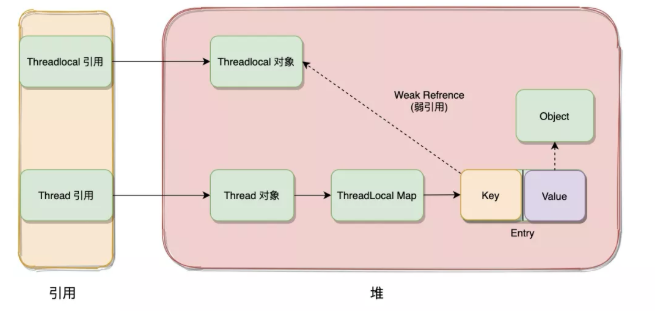 Threadlocal 引用
Threadlocal 对象
Weak Refrence
(弱引用)
Object
Thread 引用
Thread 对象
ThreadLocal Map
Key
Value
Entry
引用
堆